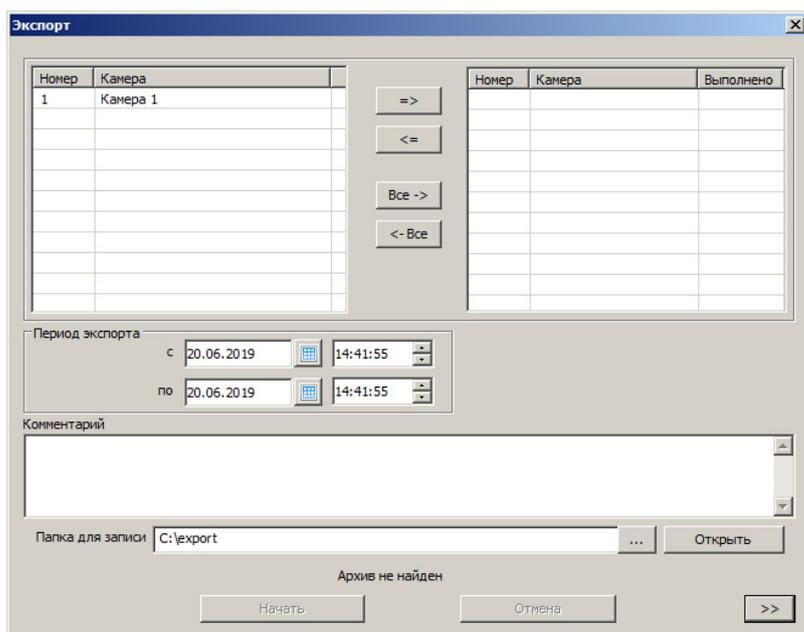 Экспорт
Номер Камера
1 Камера 1
=>
<=
Все ->
<- Все
Номер Камера Выполнено
Период экспорта
с 20.06.2019 14:41:55
по 20.06.2019 14:41:55
Комментарий
Папка для записи C:\export ... Открыть
Архив не найден
Начать Отмена >>